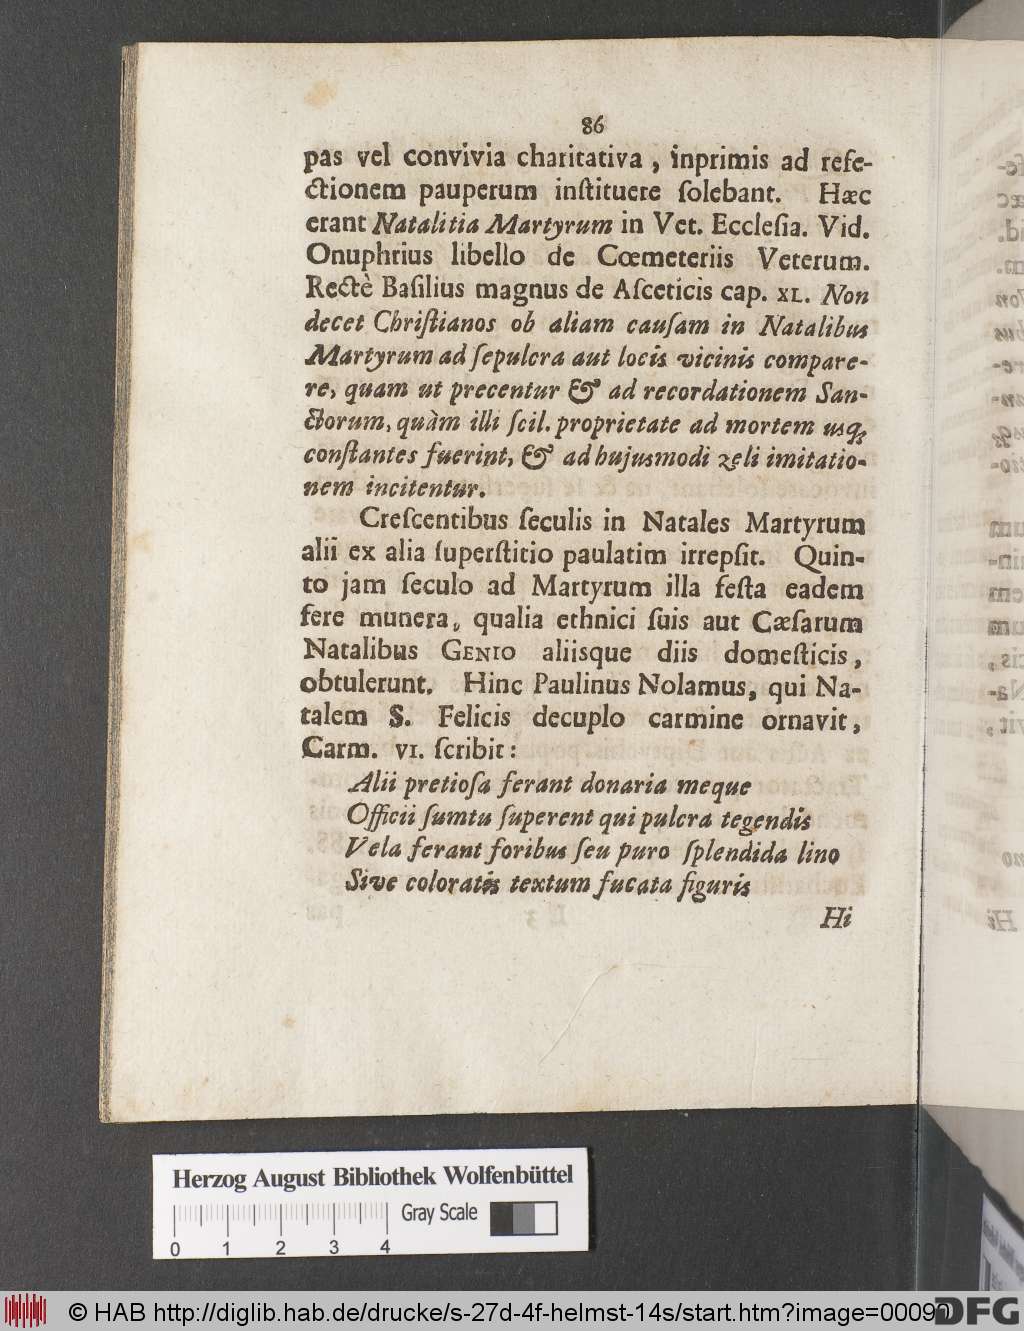 86
pas vel convivia charitativa, inprimis ad refe-
ctionem pauperum inſtituere ſolebant. Hæc
erant Natalitia Martyrum in Vet. Eccleſia. Vid.
Onuphrius libello de Cœmeteriis Veterum.
Rectè Baſilius magnus de Aſceticis cap. XL. Non
decet Chriſtianos ob aliam cauſam in Natalibus
Martyrum ad ſepulcra aut locis vicinis compare-
re, quam ut precentur & ad recordationem San-
ctorum, quàm illi ſcil. proprietate ad mortem usq;
conſtantes fuerint, & ad hujusmodi zeli imitatio-
nem incitentur.
Creſcentibus ſeculis in Natales Martyrum
alii ex alia ſuperſtitio paulatim irrepſit. Quin-
to jam ſeculo ad Martyrum illa feſta eadem
fere munera, qualia ethnici ſuis aut Cæſarum
Natalibus GENIO aliisque diis domeſticis,
obtulerunt. Hinc Paulinus Nolamus, qui Na-
talem S. Felicis decuplo carmine ornavit,
Carm. VI. ſcribit:
Alii pretioſa ferant donaria meque
Officii ſumtu ſuperent qui pulcra tegendis
Vela ferant foribus ſeu puro ſplendida lino
Sive coloratis textum fucata figuris
Hi
Herzog August Bibliothek Wolfenbüttel
Gray Scale
0 1 2 3 4
© HAB http://diglib.hab.de/drucke/s-27d-4f-helmst-14s/start.htm?image=00090
DFG